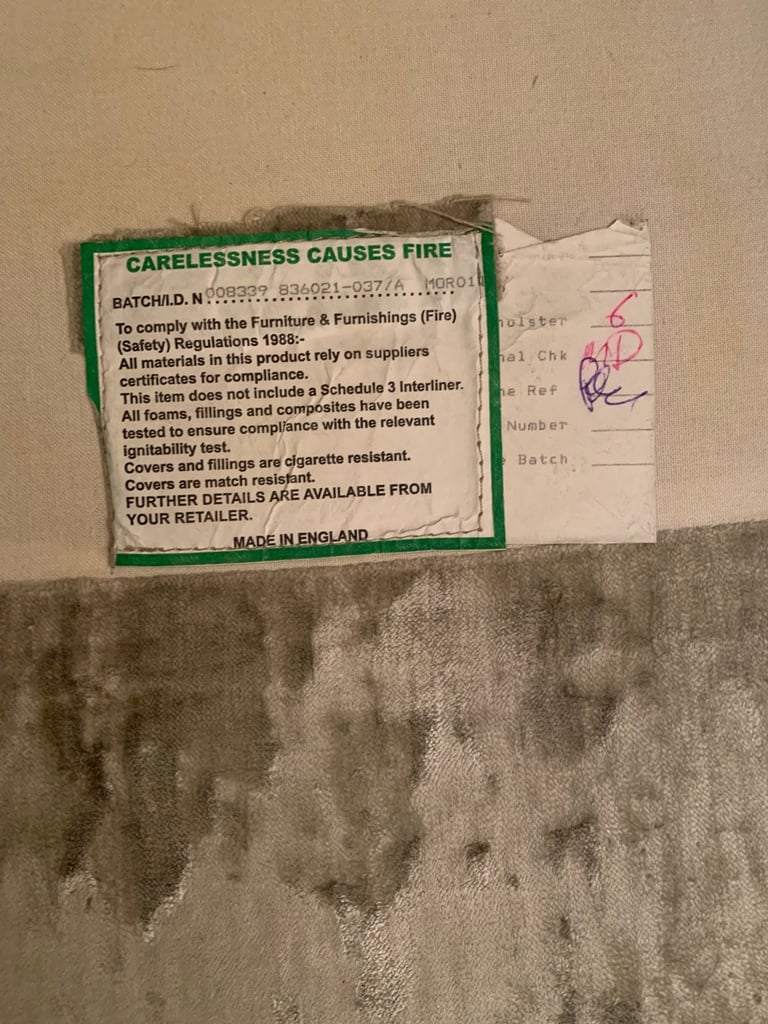 CARELESSNESS CAUSES FIRE
BATCH/I.D. N 008339 836021-037/A MOR01
To comply with the Furniture & Furnishings (Fire)
(Safety) Regulations 1988:-
All materials in this product rely on suppliers
certificates for compliance.
This item does not include a Schedule 3 Interliner.
All foams, fillings and composites have been
tested to ensure compliance with the relevant
ignitability test.
Covers and fillings are cigarette resistant.
Covers are match resistant.
FURTHER DETAILS ARE AVAILABLE FROM
YOUR RETAILER.
MADE IN ENGLAND
olster 6
al Chk
e Ref
Number
Batch